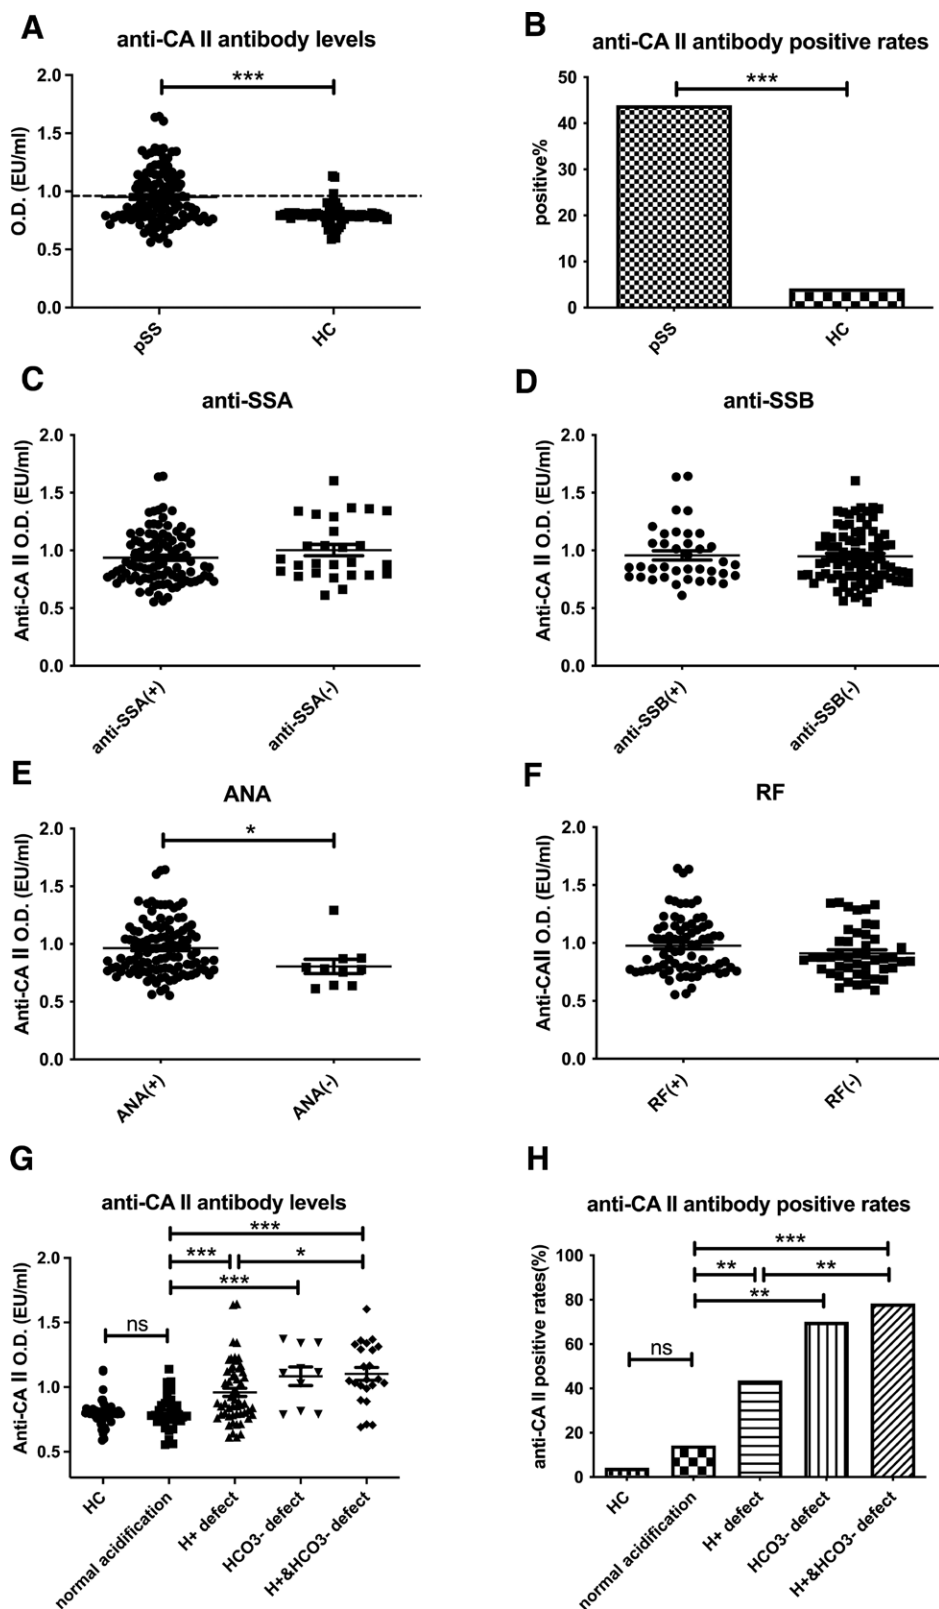 A
anti-CA II antibody levels
2.0
1.5
1.0
0.5
0.0
O.D. (EU/ml)
***
pSS
HC
B
anti-CA II antibody positive rates
50
40
30
20
10
0
positive%
***
pSS
HC
C
anti-SSA
2.0
1.5
1.0
0.5
0.0
Anti-CA II O.D. (EU/ml)
anti-SSA(+)
anti-SSA(-)
D
anti-SSB
2.0
1.5
1.0
0.5
0.0
Anti-CA II O.D. (EU/ml)
anti-SSB(+)
anti-SSB(-)
E
ANA
2.0
1.5
1.0
0.5
0.0
Anti-CA II O.D. (EU/ml)
*
ANA(+)
ANA(-)
F
RF
2.0
1.5
1.0
0.5
0.0
Anti-CAII O.D. (EU/ml)
RF(+)
RF(-)
G
anti-CA II antibody levels
2.0
1.5
1.0
0.5
Anti-CA II O.D. (EU/ml)
***
***
*
***
ns
HC
normal acidification
H+ defect
HCO3- defect
H+&HCO3- defect
H
anti-CA II antibody positive rates
100
80
60
40
20
0
anti-CA II positive rates(%)
***
**
**
**
ns
HC
normal acidification
H+ defect
HCO3- defect
H+&HCO3- defect